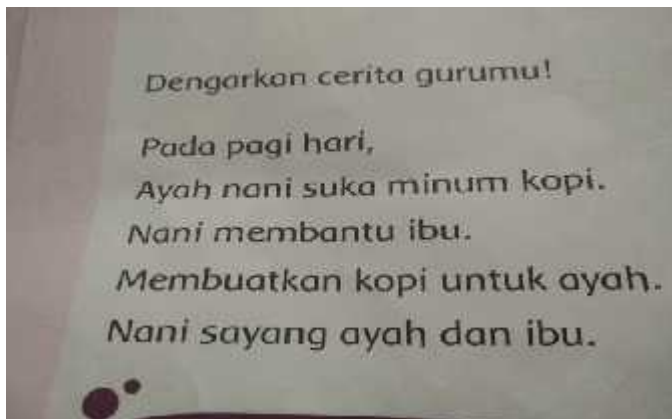 Dengarkan cerita gurumu!
Pada pagi hari,
Ayah nani suka minum kopi.
Nani membantu ibu.
Membuatkan kopi untuk ayah.
Nani sayang ayah dan ibu.